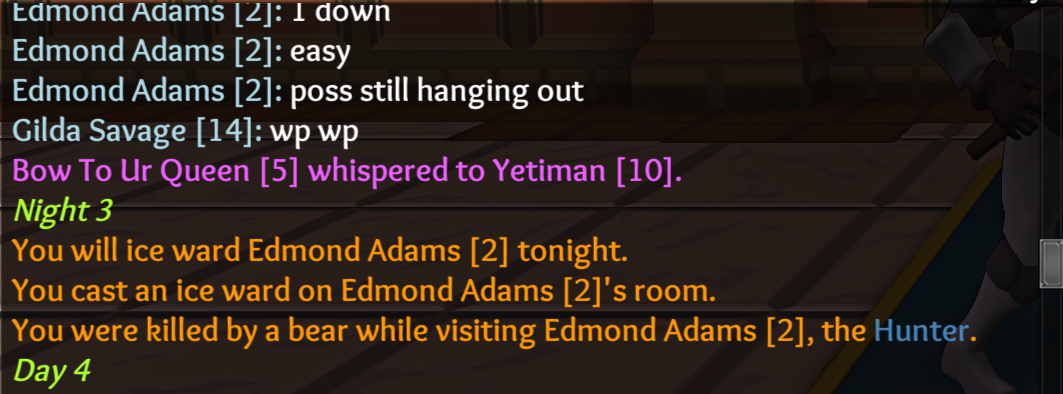 Edmond Adams [2]: 1 down
Edmond Adams [2]: easy
Edmond Adams [2]: poss still hanging out
Gilda Savage [14]: wp wp
Bow To Ur Queen [5] whispered to Yetiman [10].
Night 3
You will ice ward Edmond Adams [2] tonight.
You cast an ice ward on Edmond Adams [2]'s room.
You were killed by a bear while visiting Edmond Adams [2], the Hunter.
Day 4